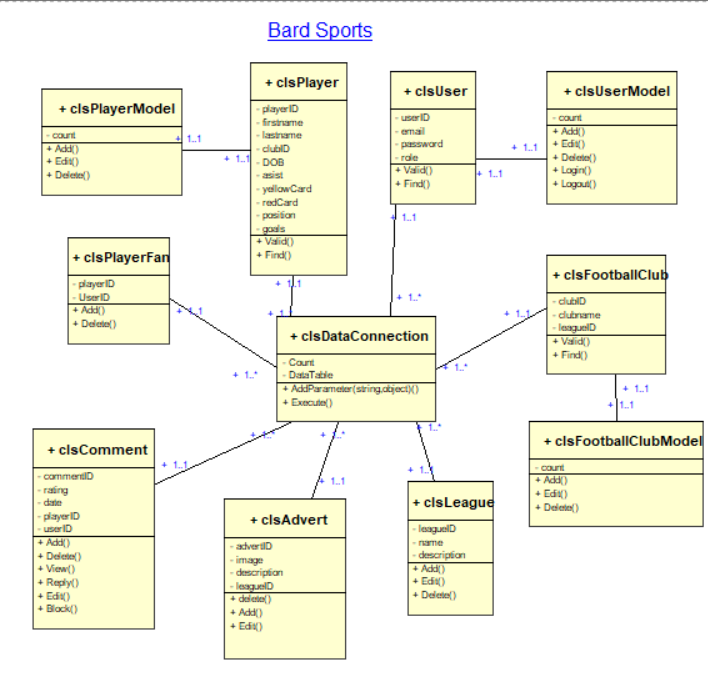 Bard Sports
+ clsPlayerModel
- count
+ Add()
+ Edit()
+ Delete()
+ 1..1
+ 1..1
+ clsPlayer
- playerID
- firstname
- lastname
- clubID
- DOB
- asist
- yellowCard
- redCard
- position
- goals
+ Valid()
+ Find()
+ clsUser
- userID
- email
- password
- role
+ Valid()
+ Find()
+ 1..1
+ 1..1
+ clsUserModel
- count
+ Add()
+ Edit()
+ Delete()
+ Login()
+ Logout()
+ 1..1
+ 1..*
+ clsPlayerFan
- playerID
- UserID
+ Add()
+ Delete()
+ 1..1
+ 1..*
+ 1..1
+ 1..1
+ clsDataConnection
- Count
- DataTable
+ AddParameter(string,object)()
+ Execute()
+ clsFootballClub
- clubID
- clubname
- leagueID
+ Valid()
+ Find()
+ 1..1
+ 1..*
+ 1..1
+ 1..1
+ clsFootballClubModel
- count
+ Add()
+ Edit()
+ Delete()
+ clsComment
- commentID
- rating
- date
- playerID
- userID
+ Add()
+ Delete()
+ View()
+ Reply()
+ Edit()
+ Block()
+ 1..1
+ 1..*
+ 1..*
+ 1..1
+ clsAdvert
- advertID
- image
- description
- leagueID
+ delete()
+ Add()
+ Edit()
+ 1..*
+ 1..1
+ clsLeague
- leagueID
- name
- description
+ Add()
+ Edit()
+ Delete()